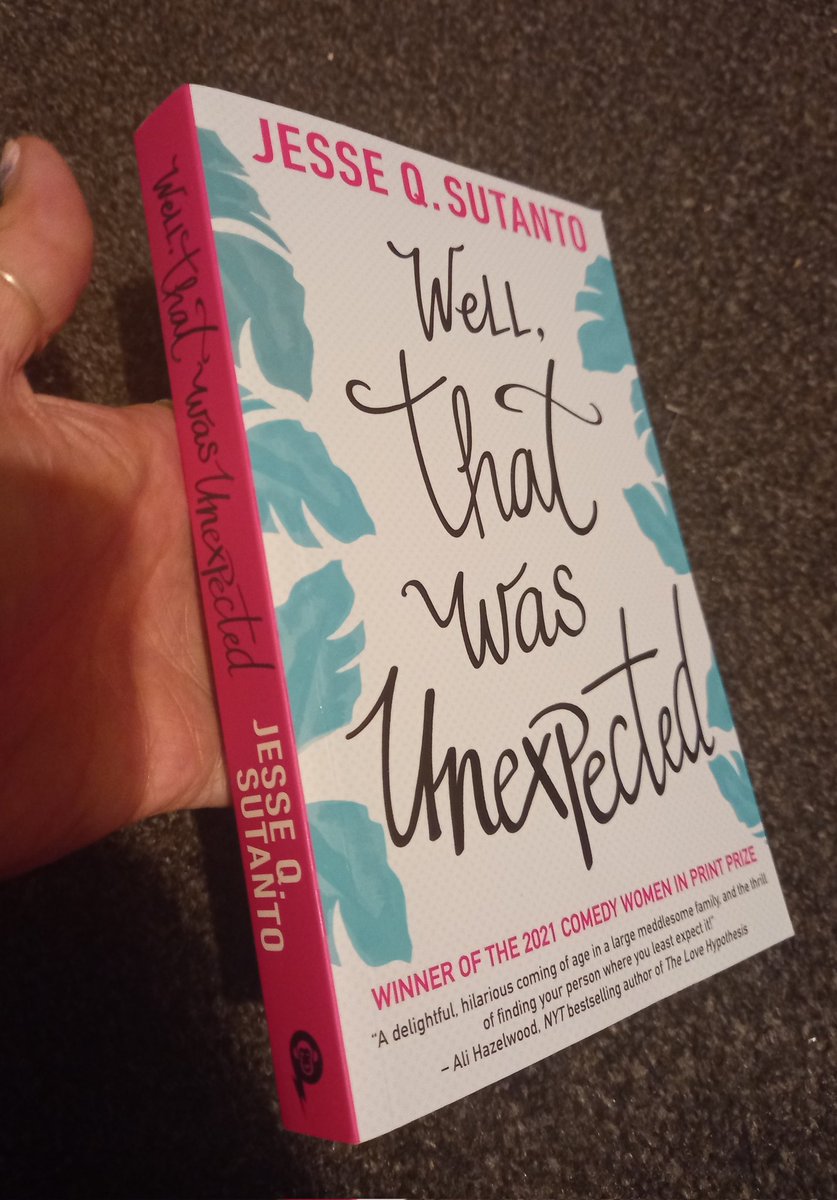 Well, that was Unexpected
JESSE Q.
SUTANTO
JESSE Q. SUTANTO
Well,
that
was
Unexpected
WINNER OF THE 2021 COMEDY WOMEN IN PRINT PRIZE
“A delightful, hilarious coming of age in a large meddlesome family, and the thrill
of finding your person where you least expect it!”
– Ali Hazelwood, NYT bestselling author of The Love Hypothesis